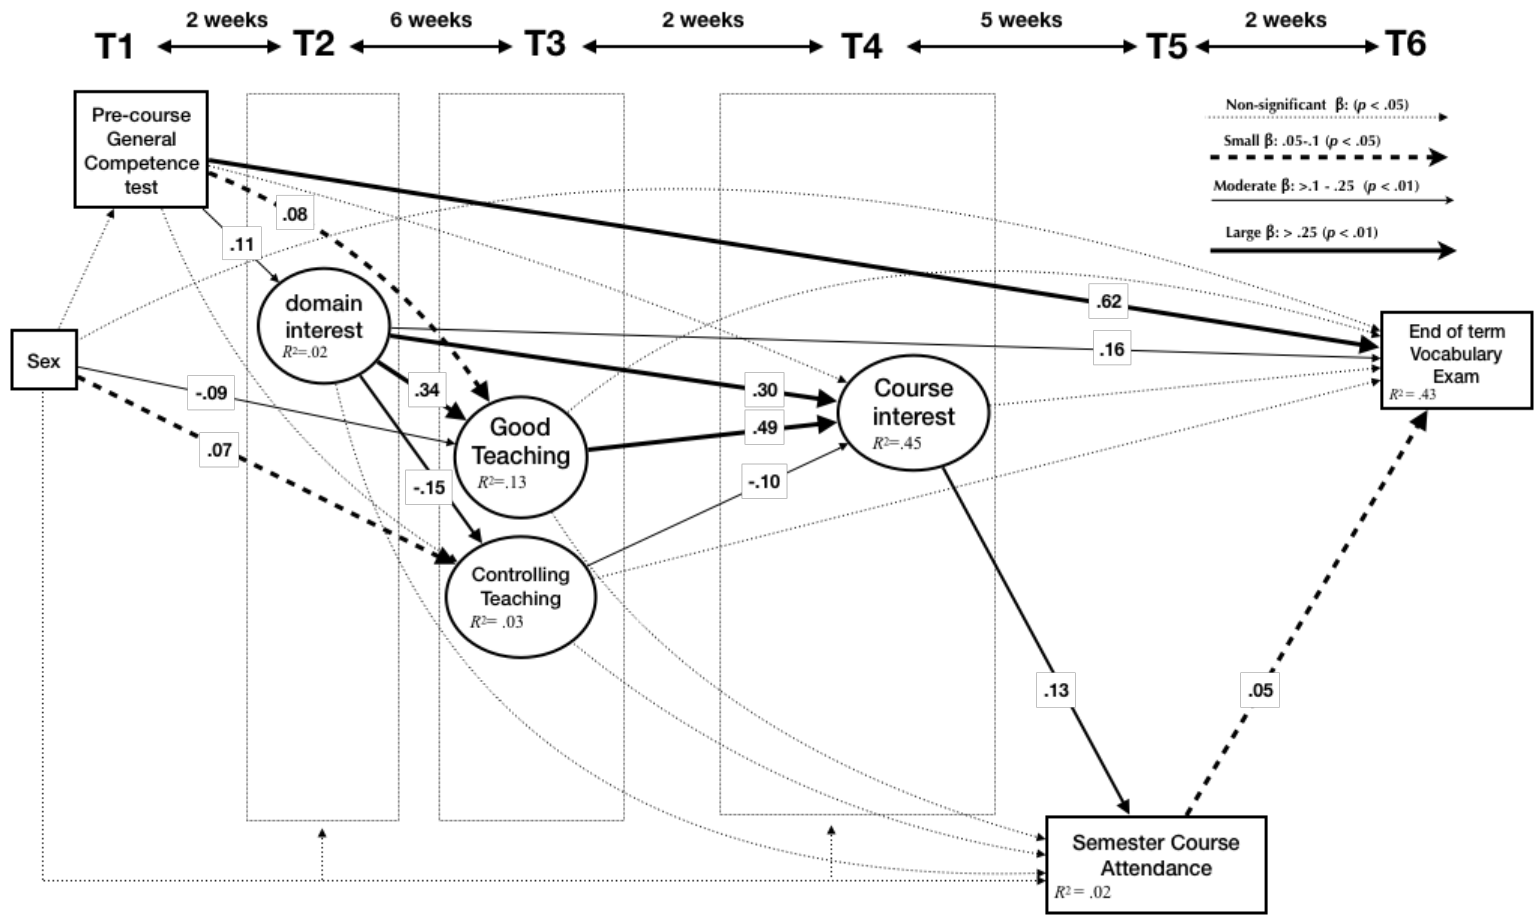 2 weeks
6 weeks
2 weeks
5 weeks
2 weeks
T1
T2
T3
T4
T5
T6
Pre-course
General
Competence
test
Non-significant β: (p < .05)
Small β: .05-.1 (p < .05)
Moderate β: >.1 - .25 (p < .01)
Large β: > .25 (p < .01)
.08
.11
domain
interest
R²=.02
Sex
.62
.16
End of term
Vocabulary
Exam
R² = .43
-.09
.34
.30
.49
Course
interest
R²=.45
Good
Teaching
R²=.13
.07
-.15
-.10
Controlling
Teaching
R²= .03
.13
.05
Semester Course
Attendance
R² = .02